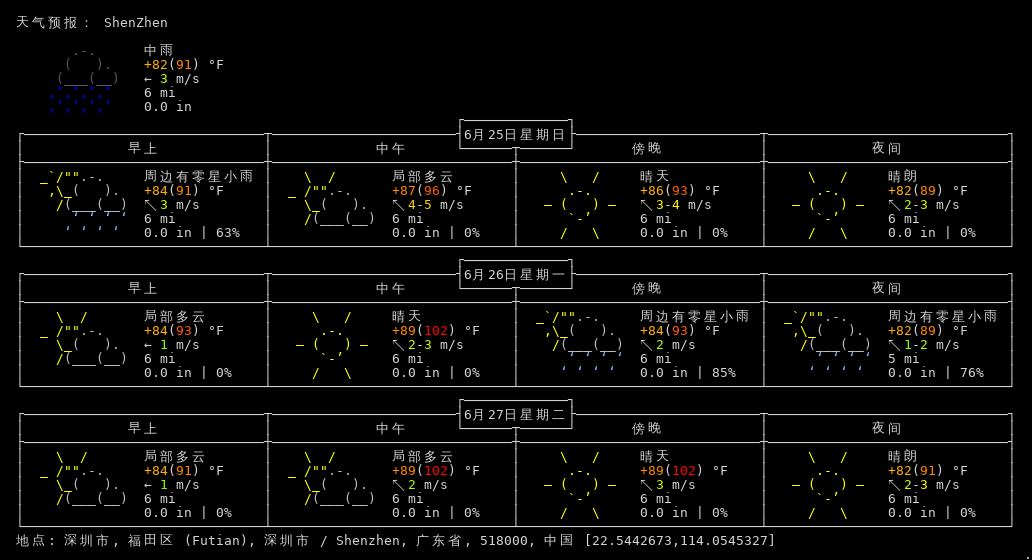 天气预报： ShenZhen
中雨
+82(91) °F
← 3 m/s
6 mi
0.0 in
6月25日星期日
早上 中午 傍晚 夜间
周边有零星小雨 局部多云 晴天 晴朗
+84(91) °F +87(96) °F +86(93) °F +82(89) °F
↖3 m/s ↖4-5 m/s ↖3-4 m/s ↖2-3 m/s
6 mi 6 mi 6 mi 6 mi
0.0 in | 63% 0.0 in | 0% 0.0 in | 0% 0.0 in | 0%
6月26日星期一
早上 中午 傍晚 夜间
局部多云 晴天 周边有零星小雨 周边有零星小雨
+84(93) °F +89(102) °F +84(93) °F +82(89) °F
← 1 m/s ↖2-3 m/s ↖2 m/s ↖1-2 m/s
6 mi 6 mi 6 mi 5 mi
0.0 in | 0% 0.0 in | 0% 0.0 in | 85% 0.0 in | 76%
6月27日星期二
早上 中午 傍晚 夜间
局部多云 局部多云 晴天 晴朗
+84(91) °F +89(102) °F +89(102) °F +82(91) °F
← 1 m/s ↖2 m/s ↖3 m/s ↖2-3 m/s
6 mi 6 mi 6 mi 6 mi
0.0 in | 0% 0.0 in | 0% 0.0 in | 0% 0.0 in | 0%
地点: 深圳市, 福田区 (Futian), 深圳市 / Shenzhen, 广东省, 518000, 中国 [22.5442673,114.0545327]